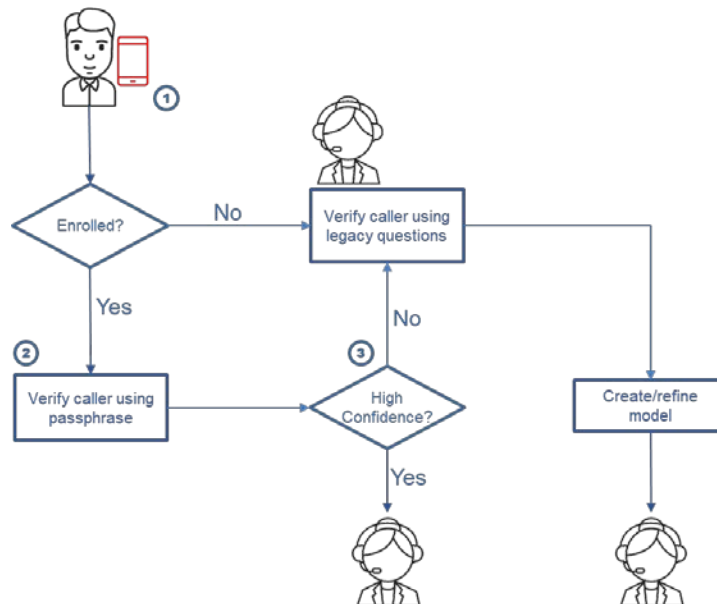 1
Enrolled?
No
Verify caller using
legacy questions
Yes
No
2
Verify caller using
passphrase
3
High
Confidence?
Create/refine
model
Yes